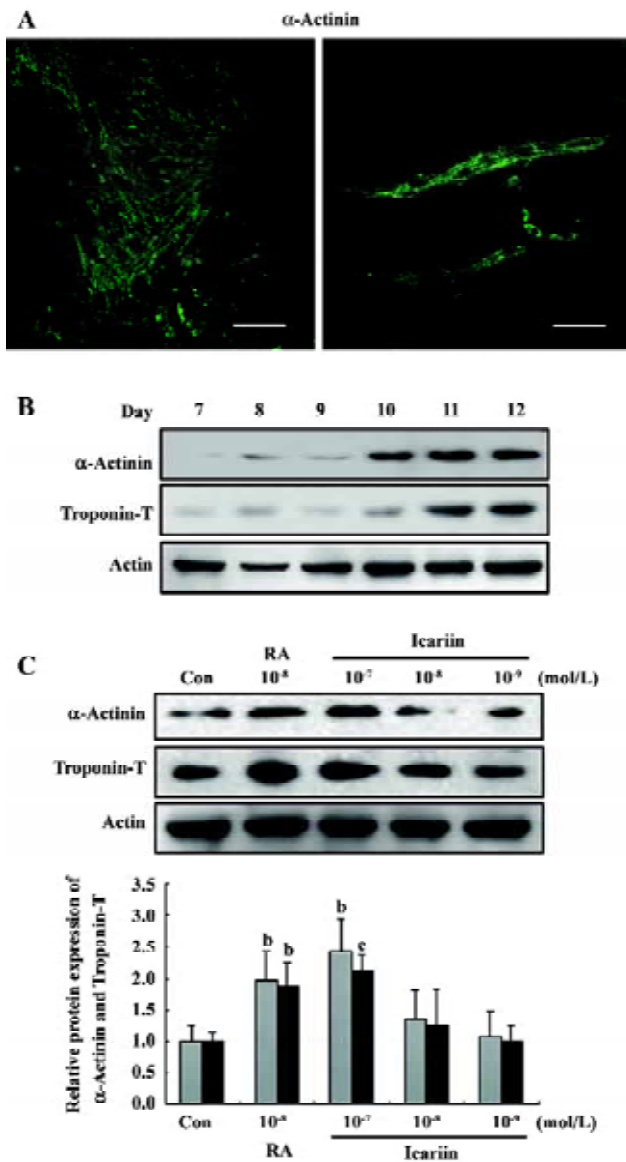 A
α-Actinin
B
Day 7 8 9 10 11 12
α-Actinin
Troponin-T
Actin
C
RA Icariin
Con 10⁻⁸ 10⁻⁷ 10⁻⁸ 10⁻⁹ (mol/L)
α-Actinin
Troponin-T
Actin
Relative protein expression of
α-Actinin and Troponin-T
3.5
3.0
2.5
2.0
1.5
1.0
0.5
0.0
b b b
Con 10⁻⁸ 10⁻⁷ 10⁻⁸ 10⁻⁹ (mol/L)
RA Icariin